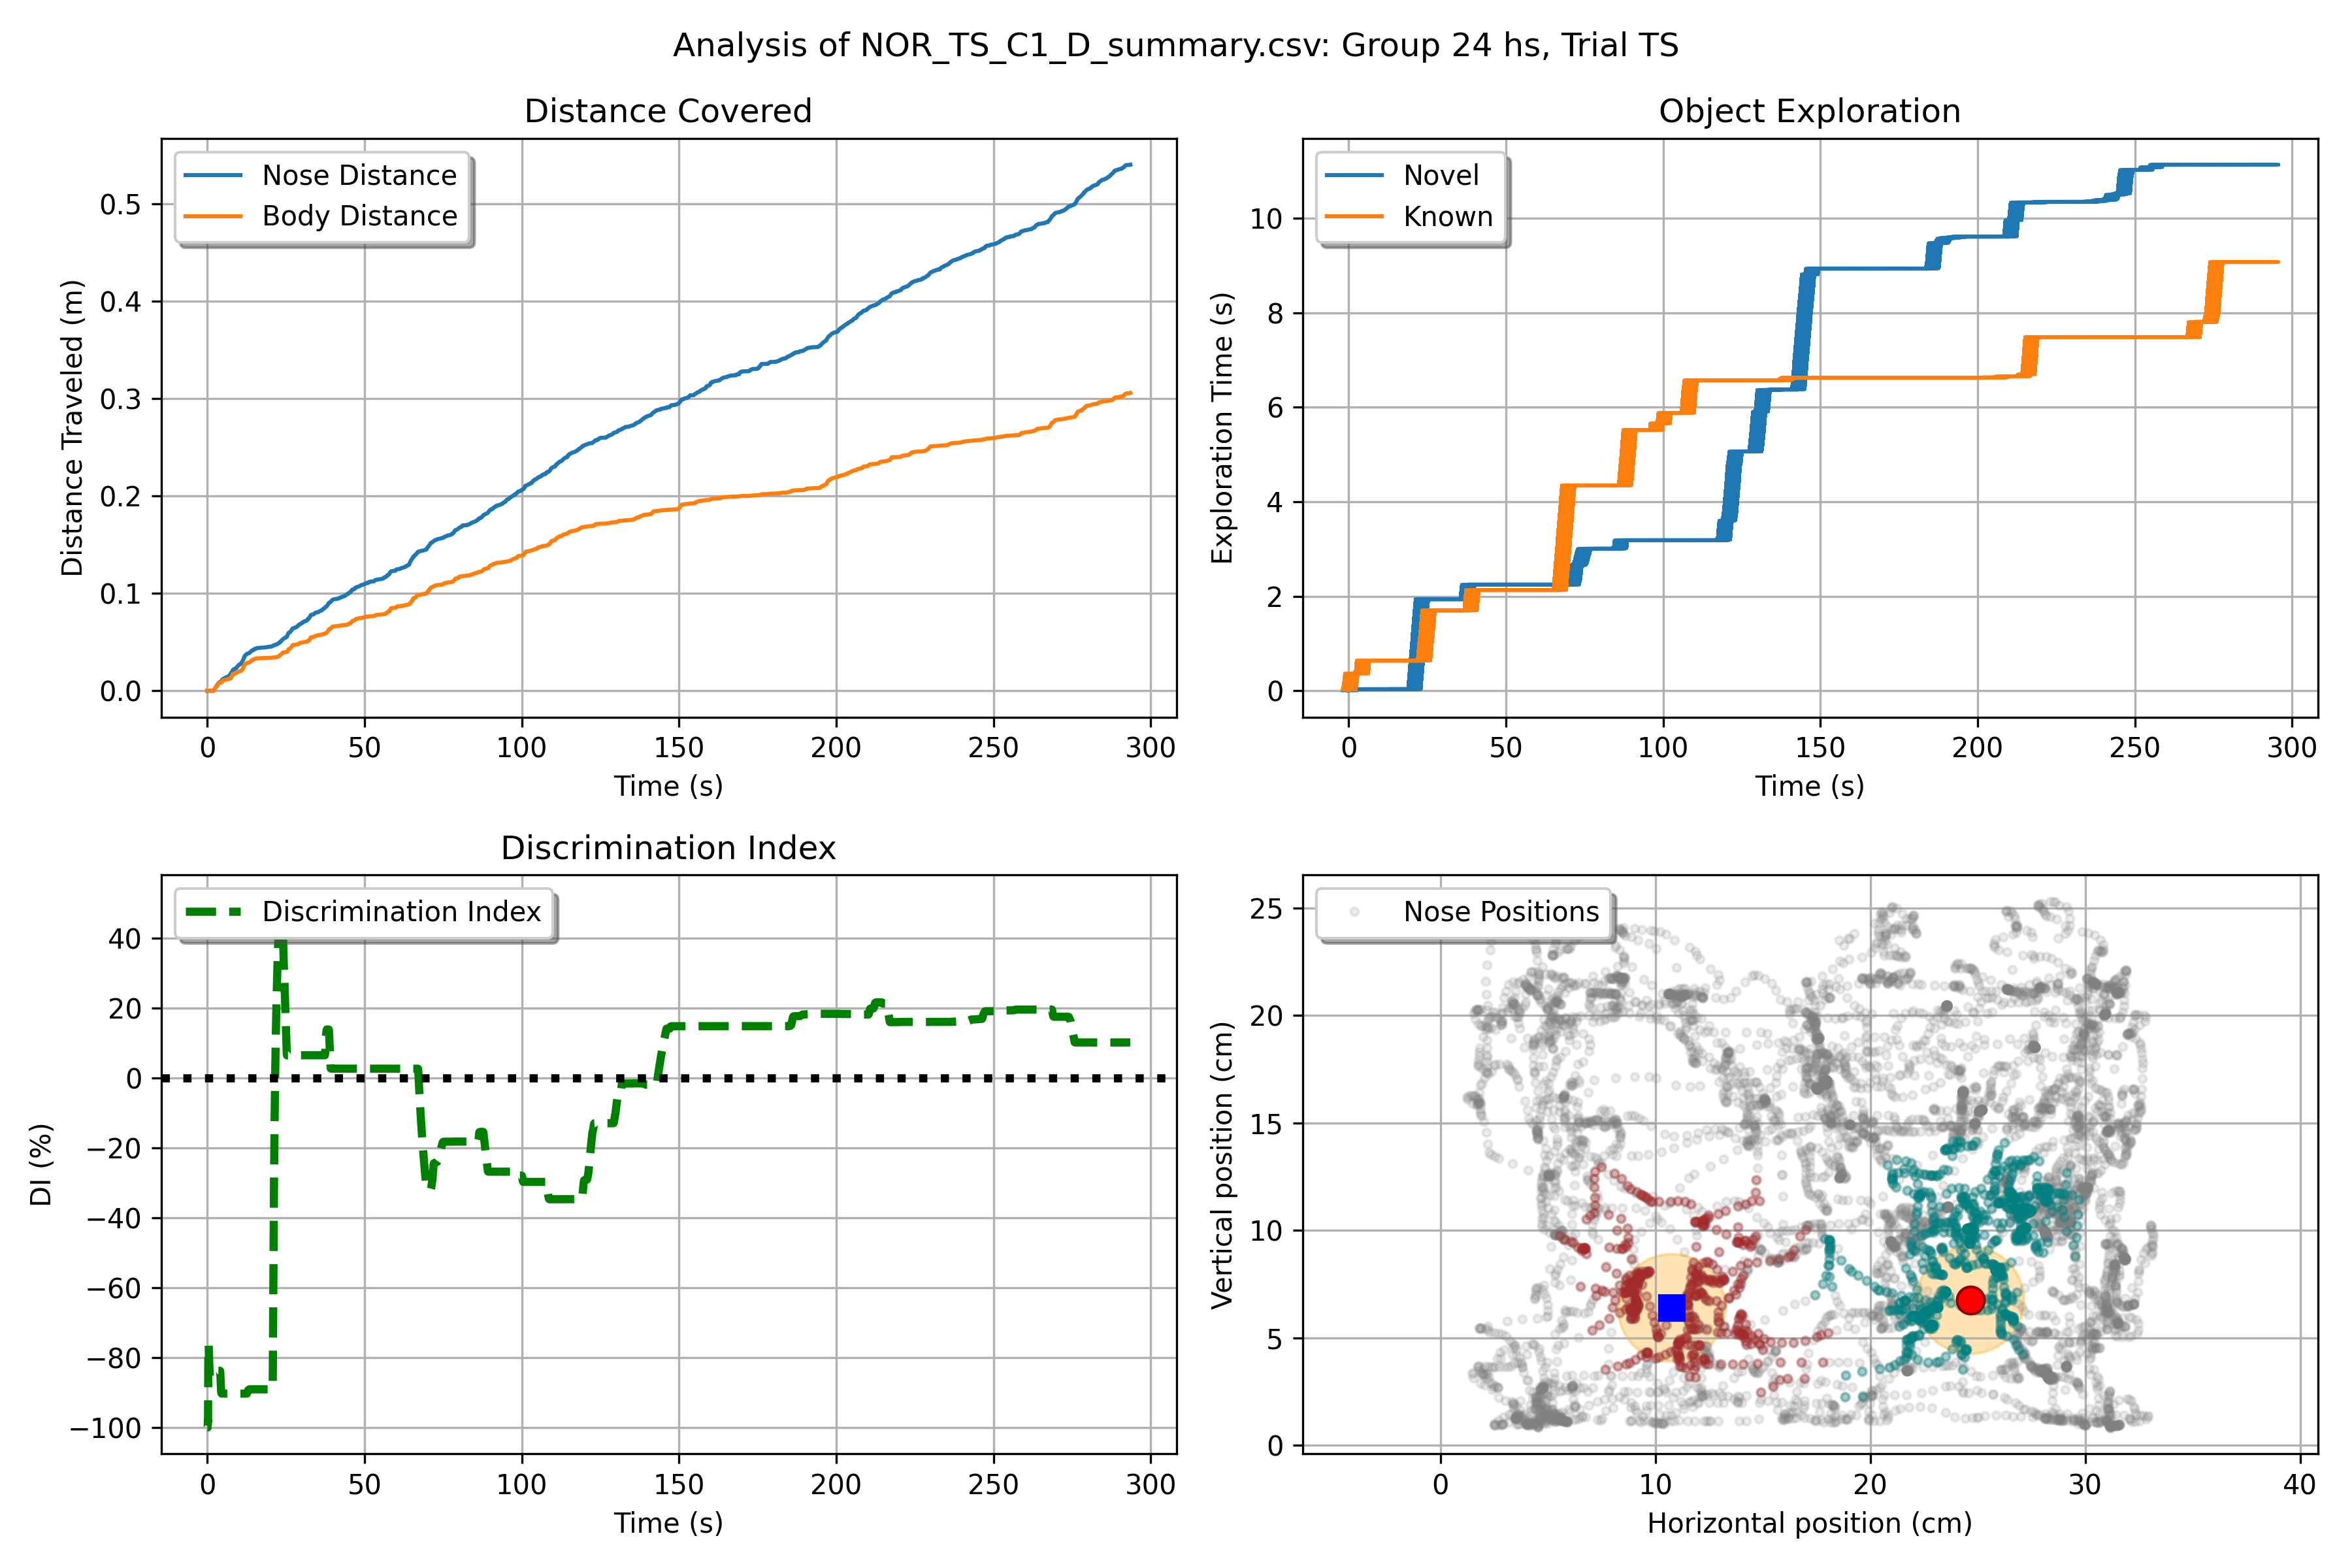 Analysis of NOR_TS_C1_D_summary.csv: Group 24 hs, Trial TS
Distance Covered
Nose Distance
Body Distance
Distance Traveled (m)
0.5
0.4
0.3
0.2
0.1
0.0
0 50 100 150 200 250 300
Time (s)
Object Exploration
Novel
Known
Exploration Time (s)
10
8
6
4
2
0
0 50 100 150 200 250 300
Time (s)
Discrimination Index
Discrimination Index
DI (%)
40
20
0
−20
−40
−60
−80
−100
0 50 100 150 200 250 300
Time (s)
Nose Positions
Vertical position (cm)
25
20
15
10
5
0
0 10 20 30 40
Horizontal position (cm)